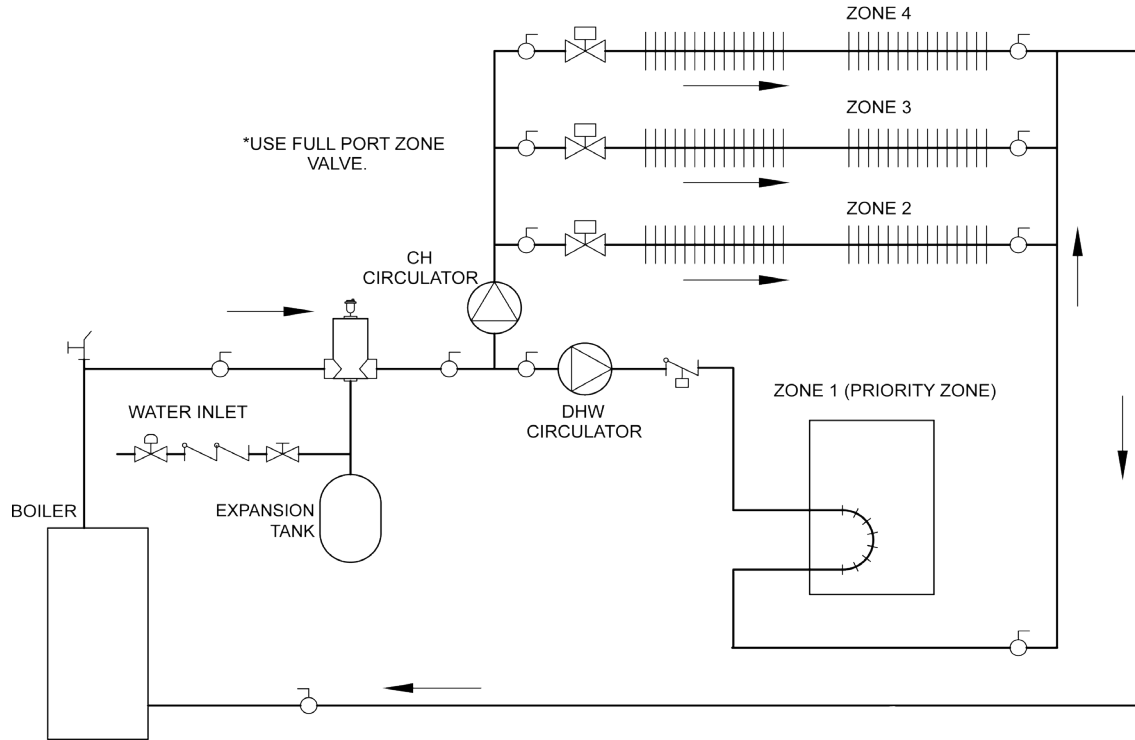 ZONE 4
ZONE 3
*USE FULL PORT ZONE
VALVE.
ZONE 2
CH
CIRCULATOR
ZONE 1 (PRIORITY ZONE)
WATER INLET
DHW
CIRCULATOR
BOILER
EXPANSION
TANK